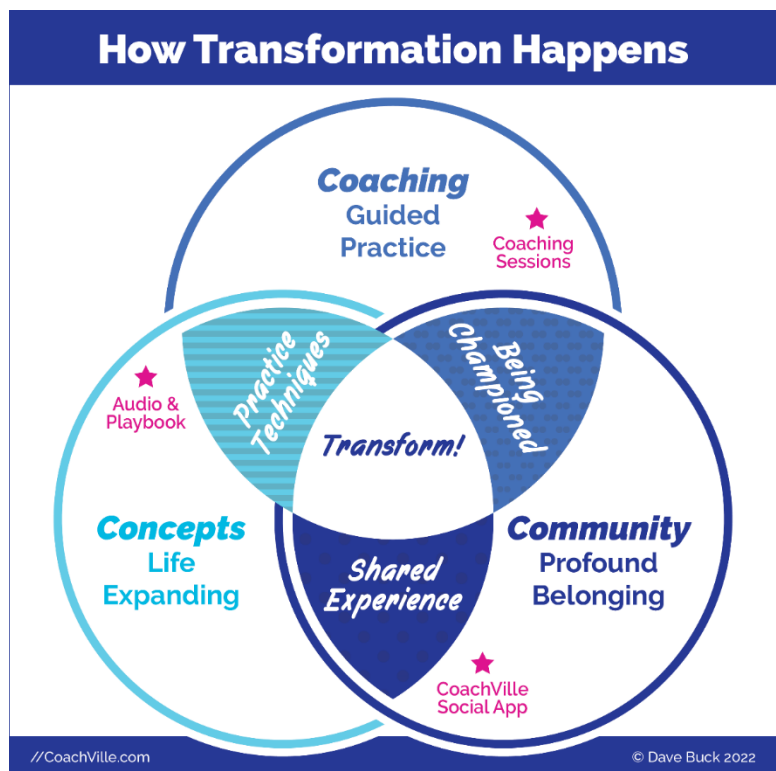 How Transformation Happens
Coaching
Guided
Practice
Coaching
Sessions
Practice
Techniques
Being
Championed
Audio &
Playbook
Transform!
Concepts
Life
Expanding
Community
Profound
Belonging
Shared
Experience
CoachVille
Social App
//CoachVille.com
© Dave Buck 2022